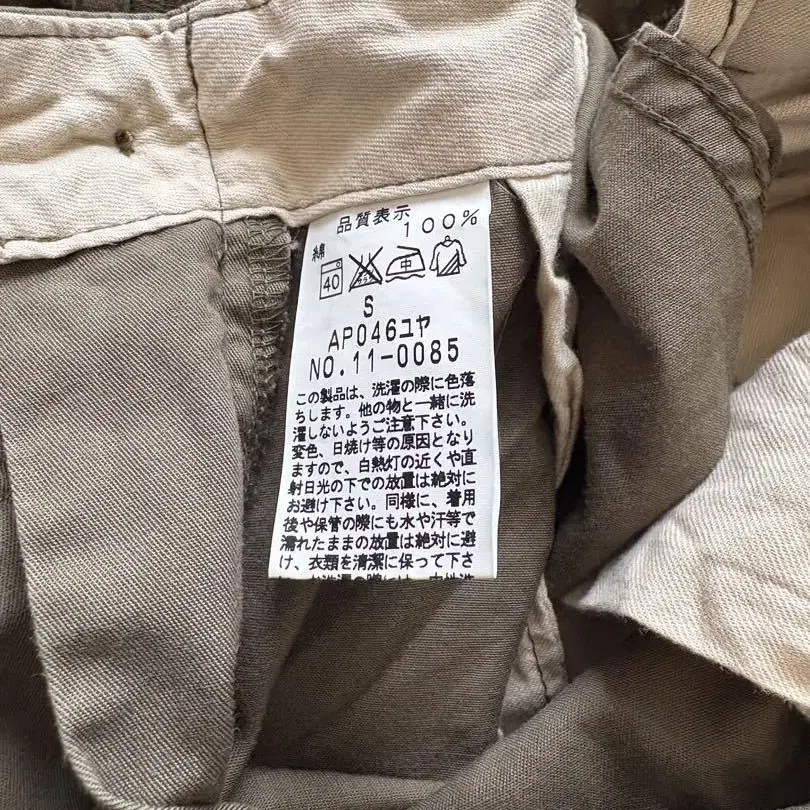 品質表示
綿 100%
40 エンソサラシ 中
S
AP046ユヤ
NO.11-0085
この製品は、洗濯の際に色落
ちします。他の物と一緒に洗
濯しないようご注意下さい。
変色、日焼け等の原因となり
ますので、白熱灯の近くや直
射日光の下での放置は絶対に
お避け下さい。同様に、着用
後や保管の際にも水や汗等で
濡れたままの放置は絶対に避
け、衣類を清潔に保って下さ